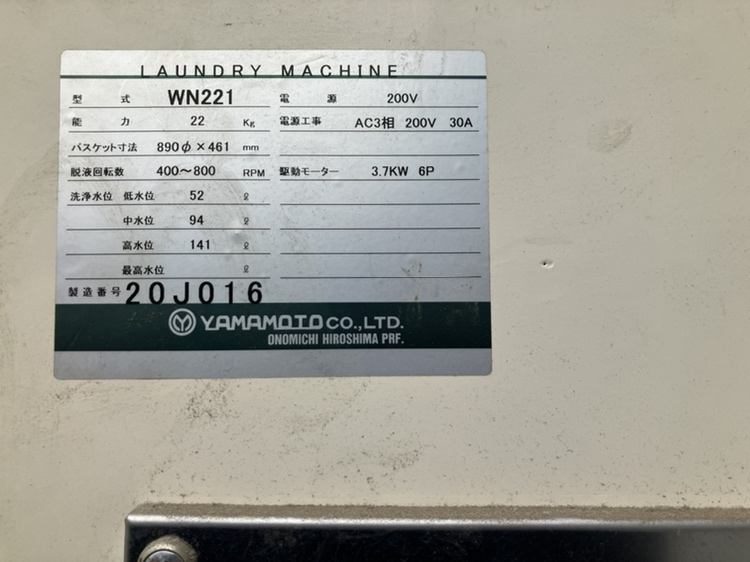 LAUNDRY MACHINE
型式 WN221 電源 200V
能力 22 Kg 電源工事 AC3相 200V 30A
バスケット寸法 890φ×461 mm
脱液回転数 400〜800 RPM 駆動モーター 3.7KW 6P
洗浄水位 低水位 52 ℓ
中水位 94 ℓ
高水位 141 ℓ
最高水位 ℓ
製造番号 20J016
YAMAMOTO CO.,LTD.
ONOMICHI HIROSHIMA PRF.